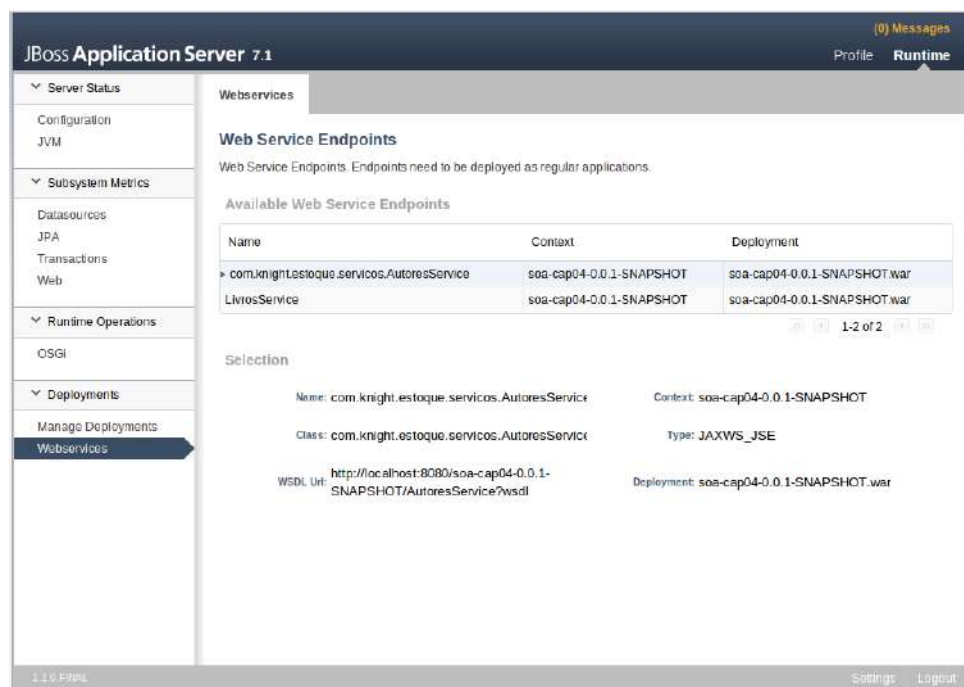 (0) Messages
JBoss Application Server 7.1
Profile Runtime
Server Status
Configuration
JVM
Subsystem Metrics
Datasources
JPA
Transactions
Web
Runtime Operations
OSGi
Deployments
Manage Deployments
Webservices
Webservices
Web Service Endpoints
Web Service Endpoints. Endpoints need to be deployed as regular applications.
Available Web Service Endpoints
Name Context Deployment
com.knight.estoque.servicos.AutoresService soa-cap04-0.0.1-SNAPSHOT soa-cap04-0.0.1-SNAPSHOT.war
LivrosService soa-cap04-0.0.1-SNAPSHOT soa-cap04-0.0.1-SNAPSHOT.war
1-2 of 2
Selection
Name: com.knight.estoque.servicos.AutoresService Context: soa-cap04-0.0.1-SNAPSHOT
Class: com.knight.estoque.servicos.AutoresService Type: JAXWS_JSE
WSDL Url: http://localhost:8080/soa-cap04-0.0.1-
SNAPSHOT/AutoresService?wsdl Deployment: soa-cap04-0.0.1-SNAPSHOT.war
1.1.0.FINAL Settings Logout